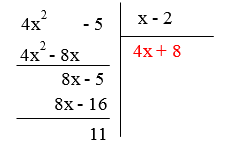 4x² - 5 x - 2
4x² - 8x 4x + 8
8x - 5
8x - 16
11